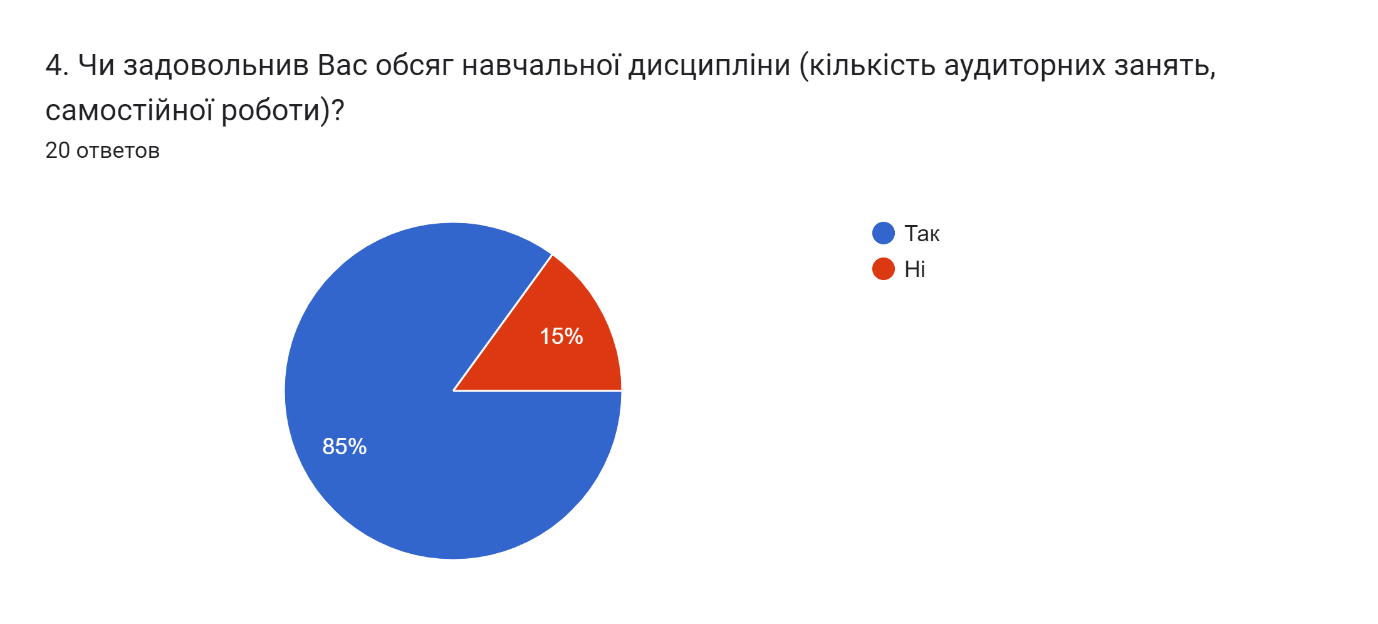 4. Чи задовольнив Вас обсяг навчальної дисципліни (кількість аудиторних занять,
самостійної роботи)?
20 ответов
Так
Ні
15%
85%